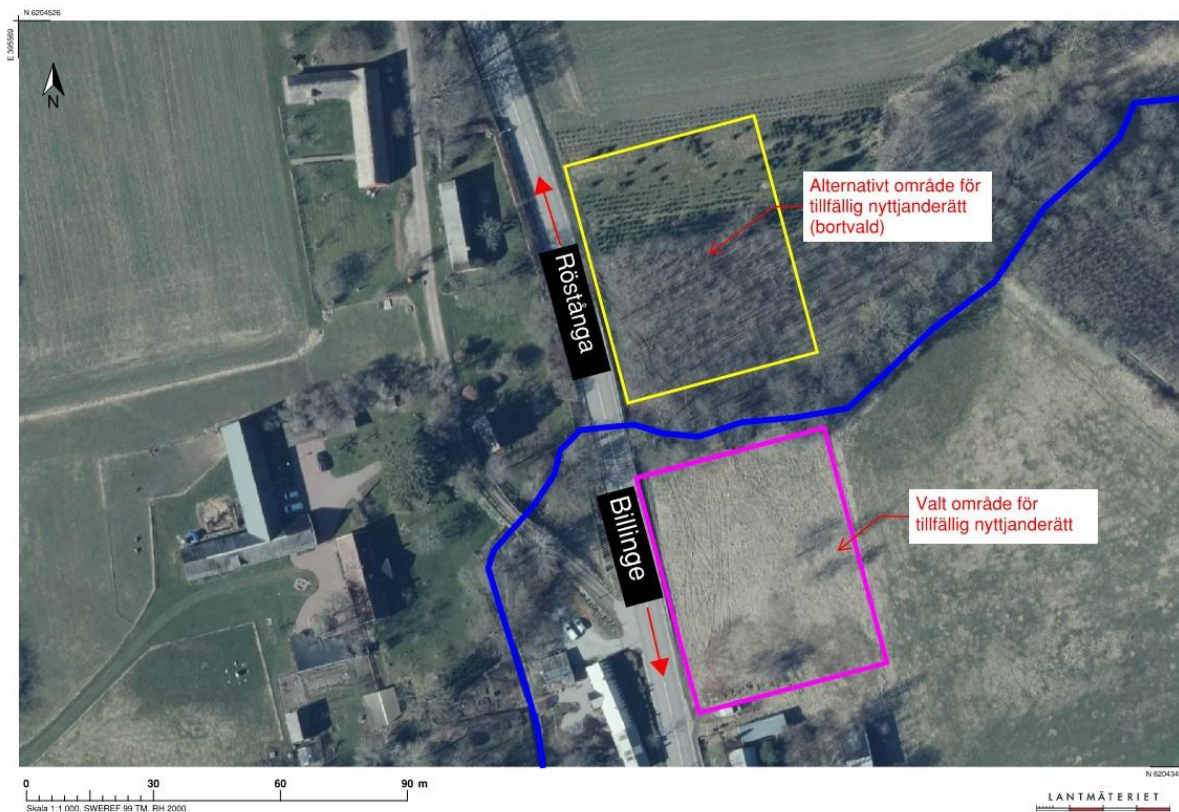 N 6204526
E 395569
N
Alternativt område för
tillfällig nyttjanderätt
(bortvald)
Röstånga
Billinge
Valt område för
tillfällig nyttjanderätt
0 30 60 90 m
Skala 1:1 000, SWEREF 99 TM, RH 2000.
N 620434
LANTMÄTERIET